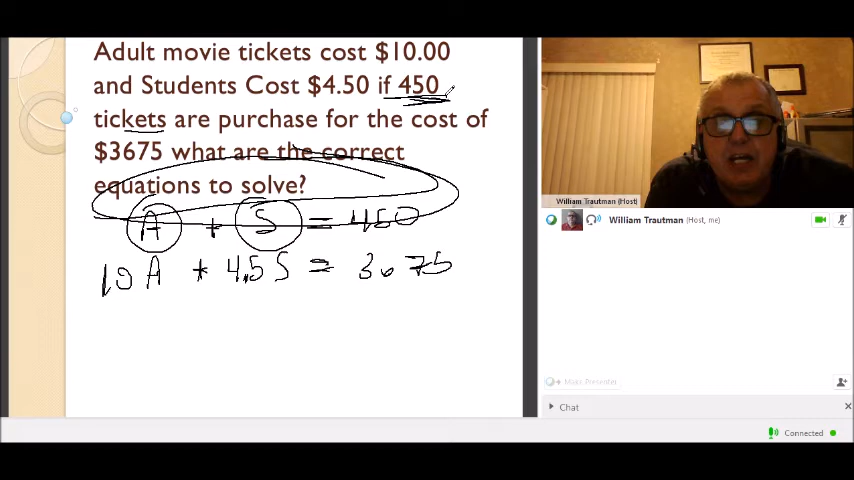 Adult movie tickets cost $10.00
and Students Cost $4.50 if 450
tickets are purchase for the cost of
$3675 what are the correct
equations to solve?
A + S = 450
10A + 4.5S = 3675
William Trautman (Host)
William Trautman (Host, me)
Make Presenter
Chat
Connected